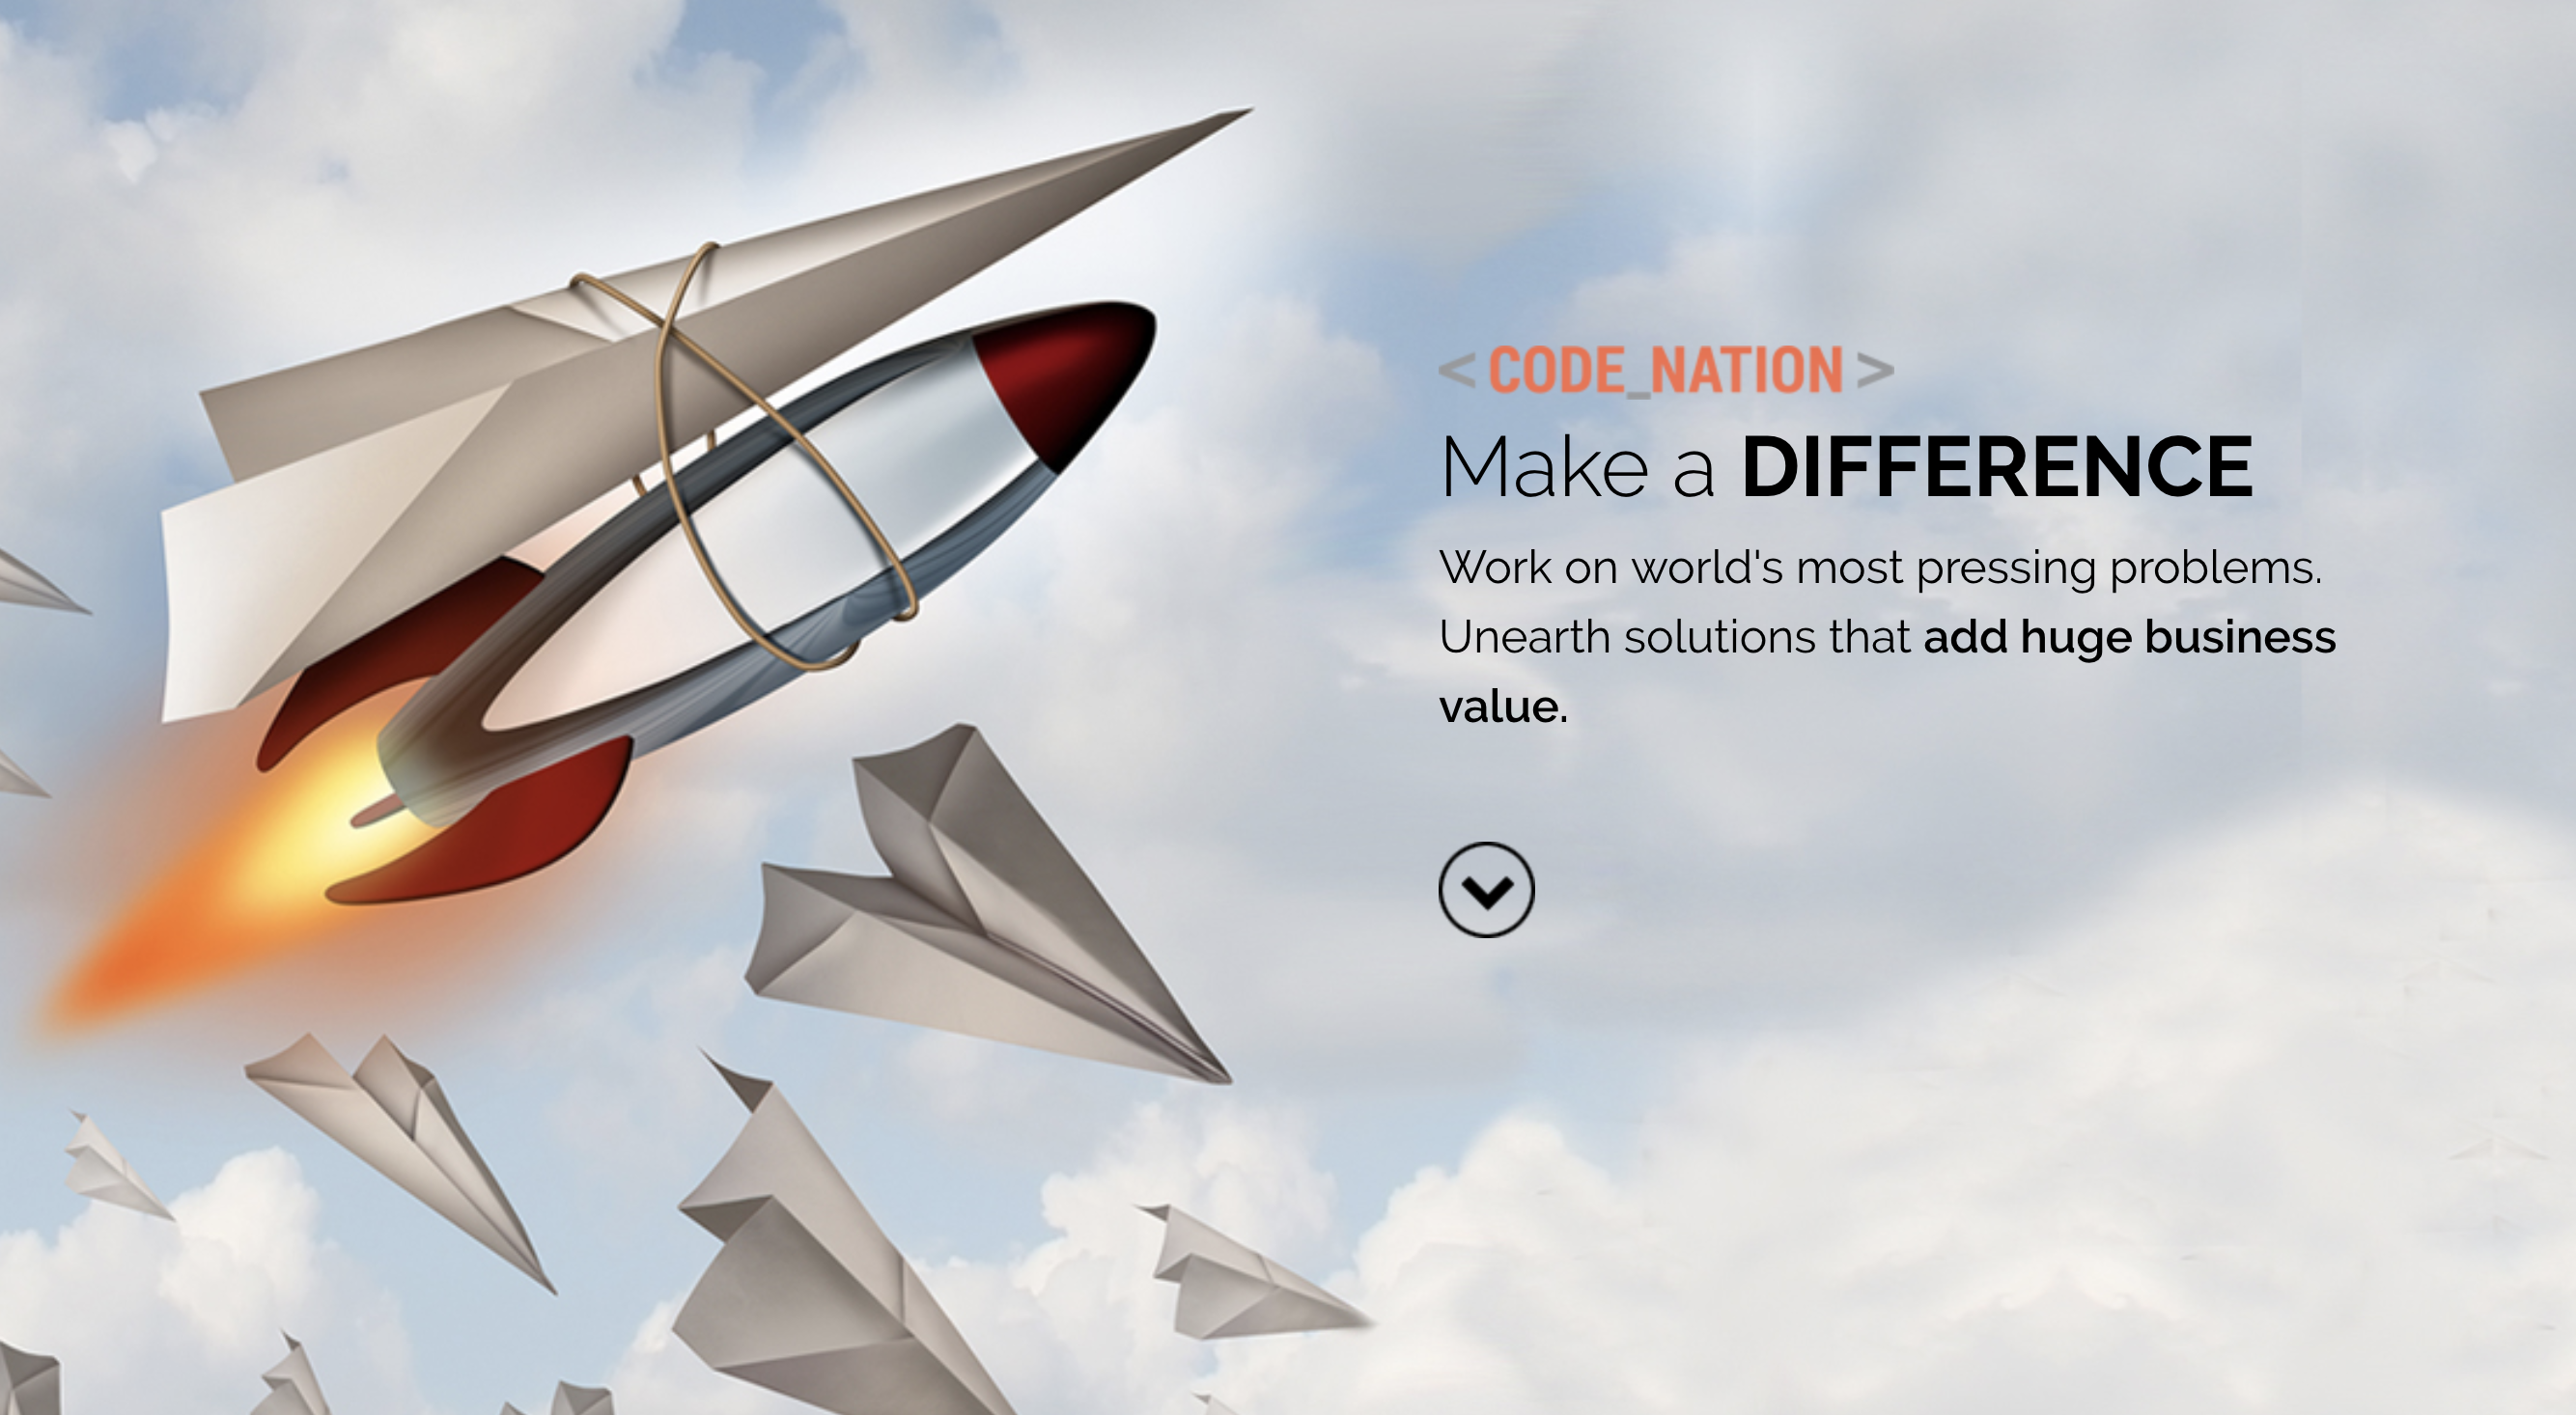 < CODE_NATION >
Make a DIFFERENCE
Work on world's most pressing problems.
Unearth solutions that add huge business
value.